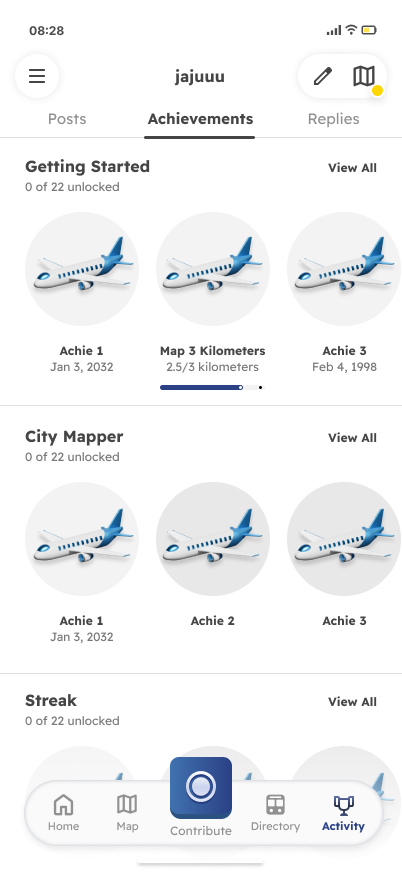 08:28
jajuuu
Posts Achievements Replies
Getting Started View All
0 of 22 unlocked
Achie 1 Map 3 Kilometers Achie 3
Jan 3, 2032 2.5/3 kilometers Feb 4, 1998
City Mapper View All
0 of 22 unlocked
Achie 1 Achie 2 Achie 3
Jan 3, 2032
Streak View All
0 of 22 unlocked
Home Map Contribute Directory Activity